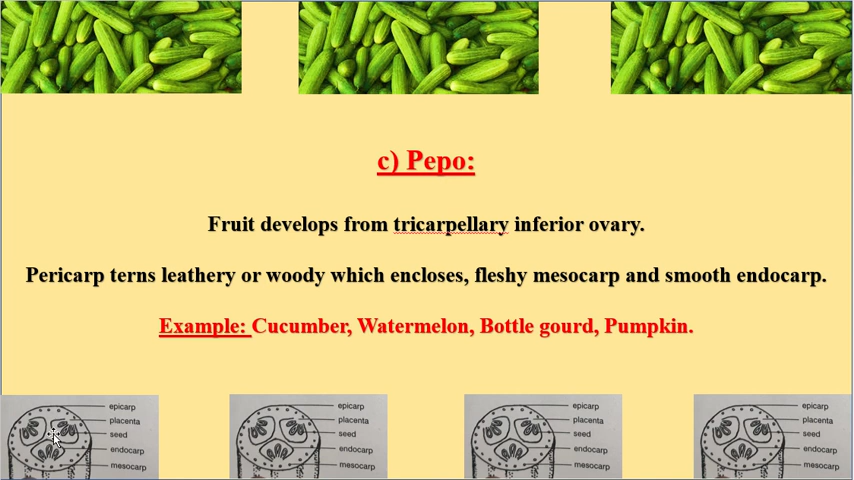 c) Pepo:
Fruit develops from tricarpellary inferior ovary.
Pericarp terns leathery or woody which encloses, fleshy mesocarp and smooth endocarp.
Example: Cucumber, Watermelon, Bottle gourd, Pumpkin.
epicarp
placenta
seed
endocarp
mesocarp
epicarp
placenta
seed
endocarp
mesocarp
epicarp
placenta
seed
endocarp
mesocarp
epicarp
placenta
seed
endocarp
mesocarp